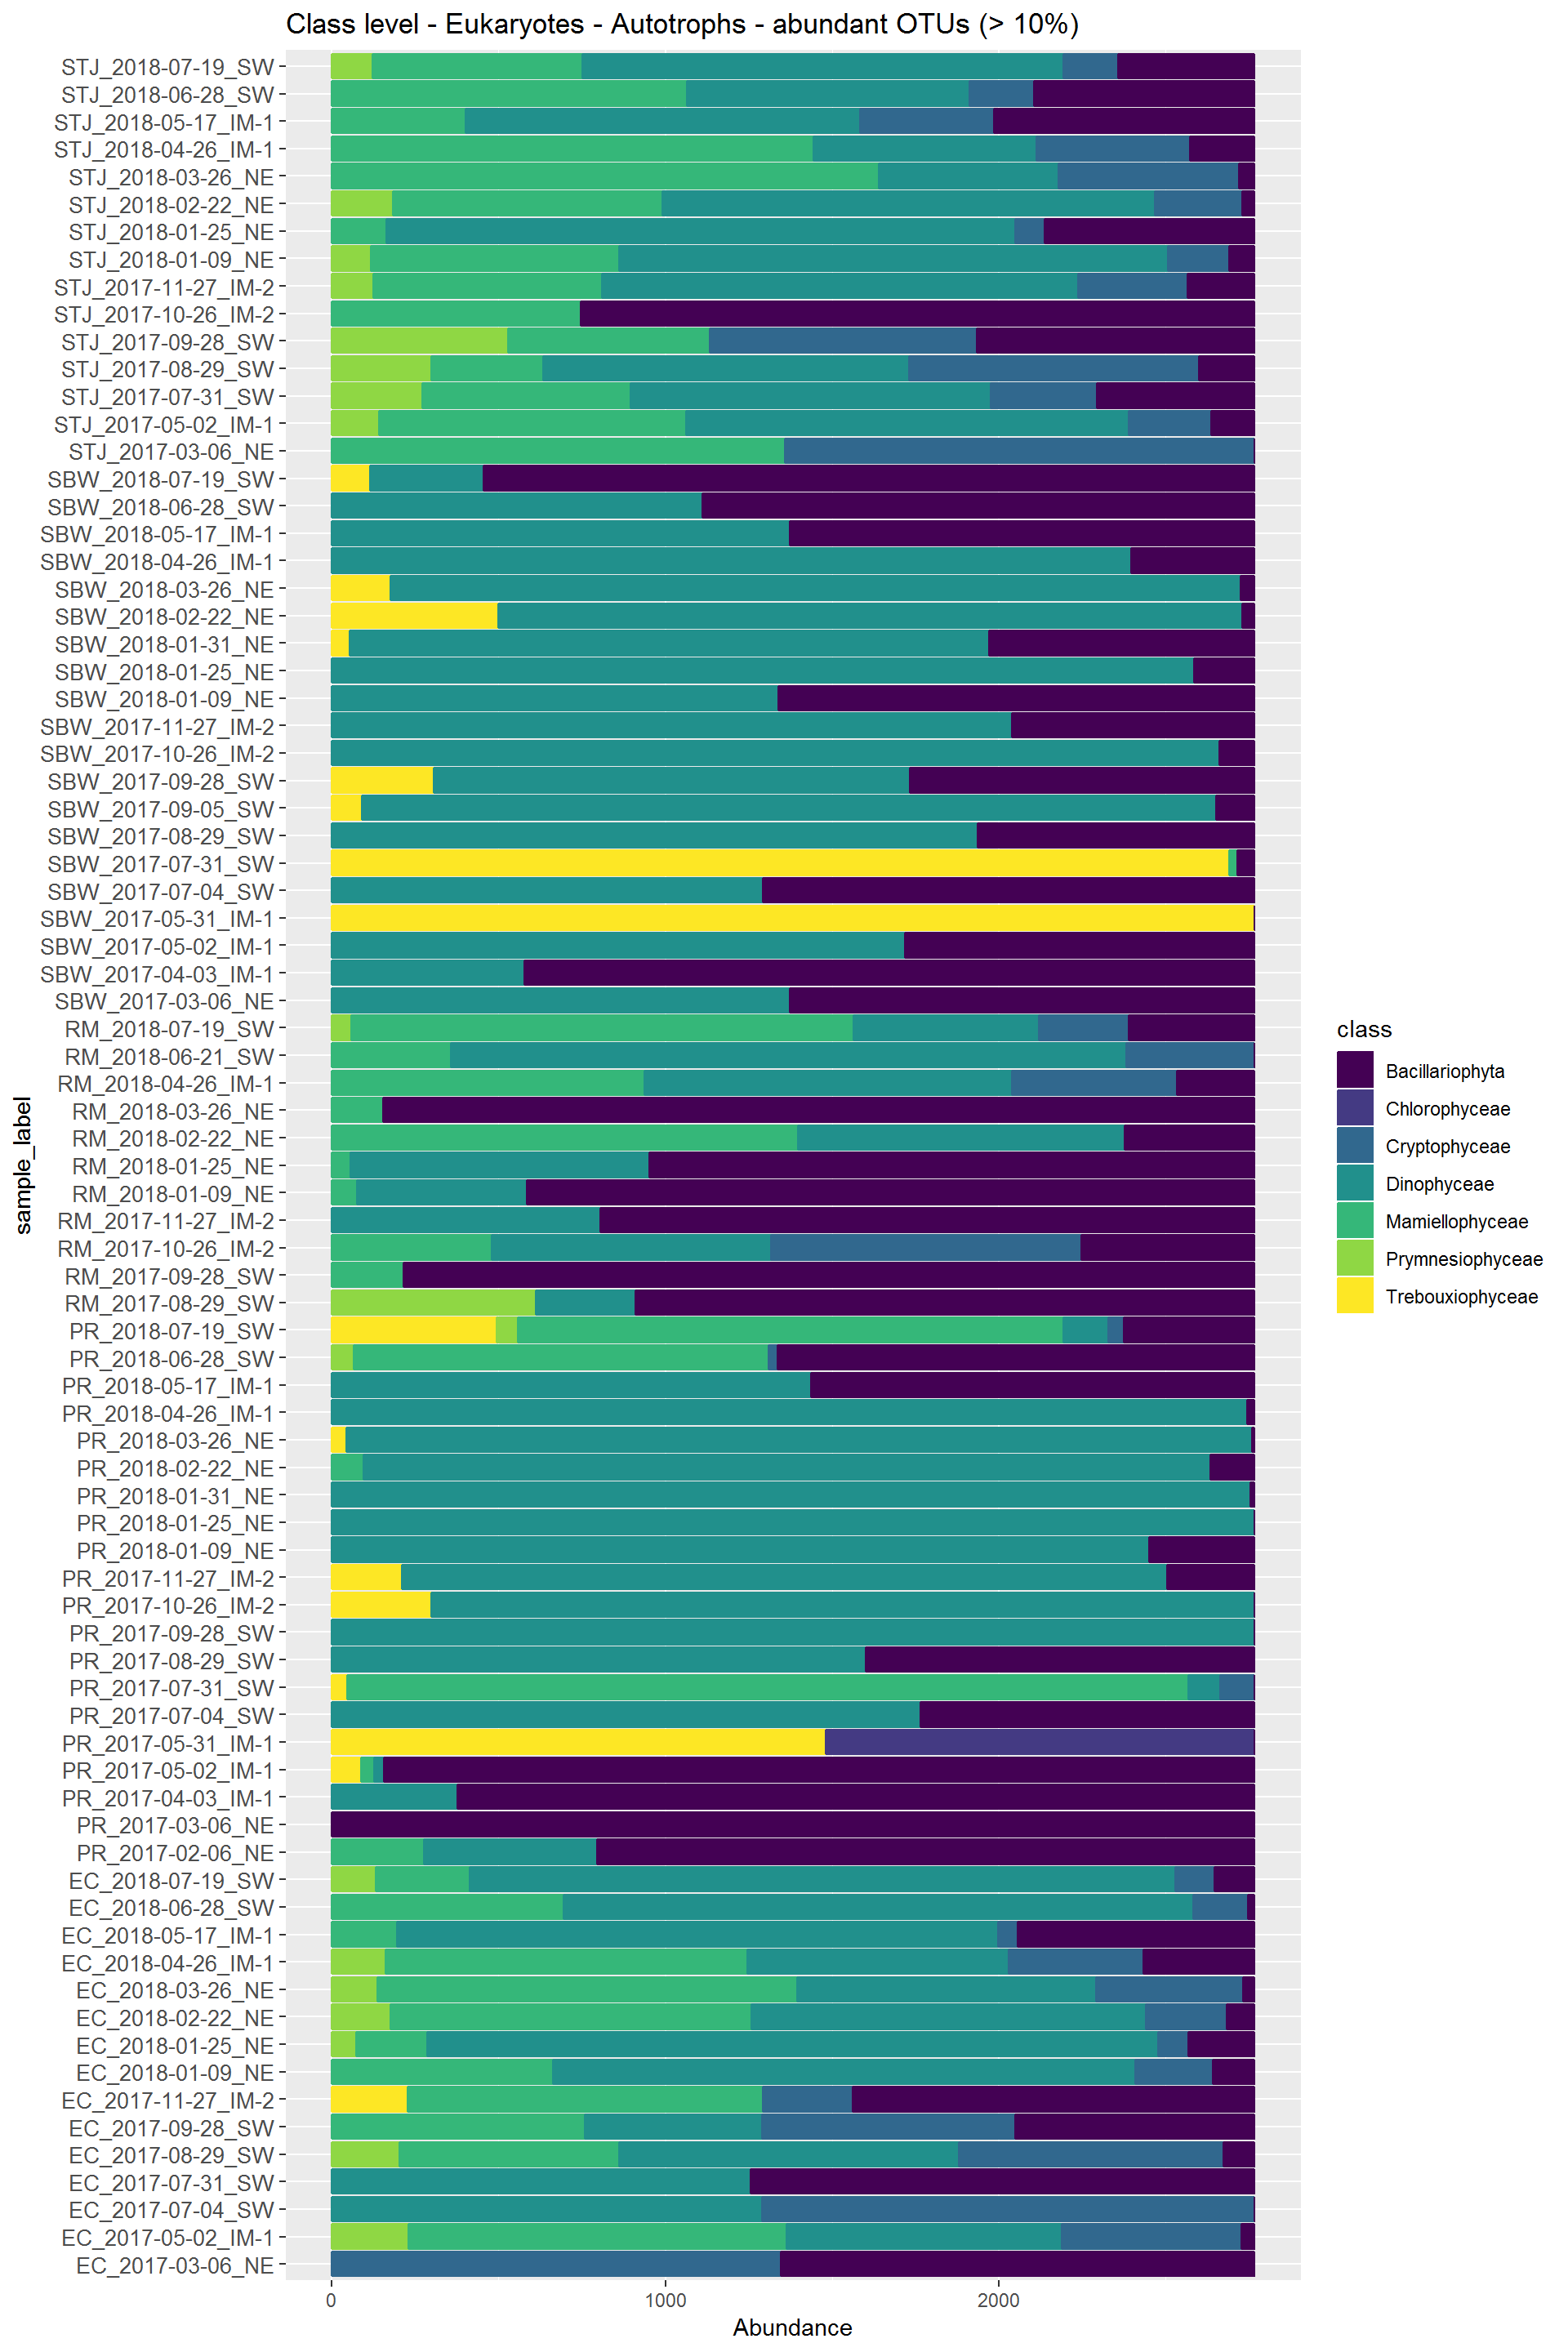 Class level - Eukaryotes - Autotrophs - abundant OTUs (> 10%)
STJ_2018-07-19_SW
STJ_2018-06-28_SW
STJ_2018-05-17_IM-1
STJ_2018-04-26_IM-1
STJ_2018-03-26_NE
STJ_2018-02-22_NE
STJ_2018-01-25_NE
STJ_2018-01-09_NE
STJ_2017-11-27_IM-2
STJ_2017-10-26_IM-2
STJ_2017-09-28_SW
STJ_2017-08-29_SW
STJ_2017-07-31_SW
STJ_2017-05-02_IM-1
STJ_2017-03-06_NE
SBW_2018-07-19_SW
SBW_2018-06-28_SW
SBW_2018-05-17_IM-1
SBW_2018-04-26_IM-1
SBW_2018-03-26_NE
SBW_2018-02-22_NE
SBW_2018-01-31_NE
SBW_2018-01-25_NE
SBW_2018-01-09_NE
SBW_2017-11-27_IM-2
SBW_2017-10-26_IM-2
SBW_2017-09-28_SW
SBW_2017-09-05_SW
SBW_2017-08-29_SW
SBW_2017-07-31_SW
SBW_2017-07-04_SW
SBW_2017-05-31_IM-1
SBW_2017-05-02_IM-1
SBW_2017-04-03_IM-1
SBW_2017-03-06_NE
RM_2018-07-19_SW
RM_2018-06-21_SW
RM_2018-04-26_IM-1
RM_2018-03-26_NE
RM_2018-02-22_NE
RM_2018-01-25_NE
RM_2018-01-09_NE
RM_2017-11-27_IM-2
RM_2017-10-26_IM-2
RM_2017-09-28_SW
RM_2017-08-29_SW
PR_2018-07-19_SW
PR_2018-06-28_SW
PR_2018-05-17_IM-1
PR_2018-04-26_IM-1
PR_2018-03-26_NE
PR_2018-02-22_NE
PR_2018-01-31_NE
PR_2018-01-25_NE
PR_2018-01-09_NE
PR_2017-11-27_IM-2
PR_2017-10-26_IM-2
PR_2017-09-28_SW
PR_2017-08-29_SW
PR_2017-07-31_SW
PR_2017-07-04_SW
PR_2017-05-31_IM-1
PR_2017-05-02_IM-1
PR_2017-04-03_IM-1
PR_2017-03-06_NE
PR_2017-02-06_NE
EC_2018-07-19_SW
EC_2018-06-28_SW
EC_2018-05-17_IM-1
EC_2018-04-26_IM-1
EC_2018-03-26_NE
EC_2018-02-22_NE
EC_2018-01-25_NE
EC_2018-01-09_NE
EC_2017-11-27_IM-2
EC_2017-09-28_SW
EC_2017-08-29_SW
EC_2017-07-31_SW
EC_2017-07-04_SW
EC_2017-05-02_IM-1
EC_2017-03-06_NE
sample_label
0 1000 2000
Abundance
class
Bacillariophyta
Chlorophyceae
Cryptophyceae
Dinophyceae
Mamiellophyceae
Prymnesiophyceae
Trebouxiophyceae